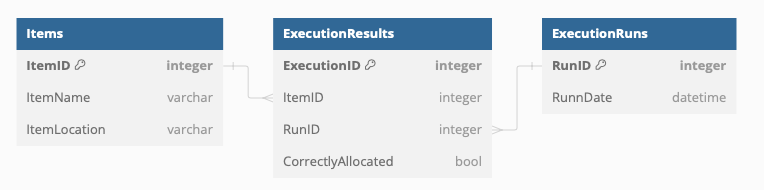 Items
ItemID integer
ItemName varchar
ItemLocation varchar
ExecutionResults
ExecutionID integer
ItemID integer
RunID integer
CorrectlyAllocated bool
ExecutionRuns
RunID integer
RunnDate datetime